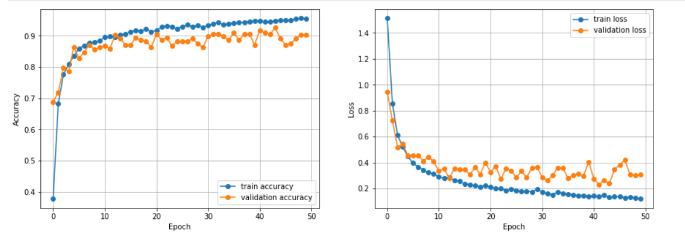 0.9
0.8
0.7
0.6
0.5
0.4
Accuracy
train accuracy
validation accuracy
0 10 20 30 40 50
Epoch
1.4
1.2
1.0
0.8
0.6
0.4
0.2
Loss
train loss
validation loss
0 10 20 30 40 50
Epoch